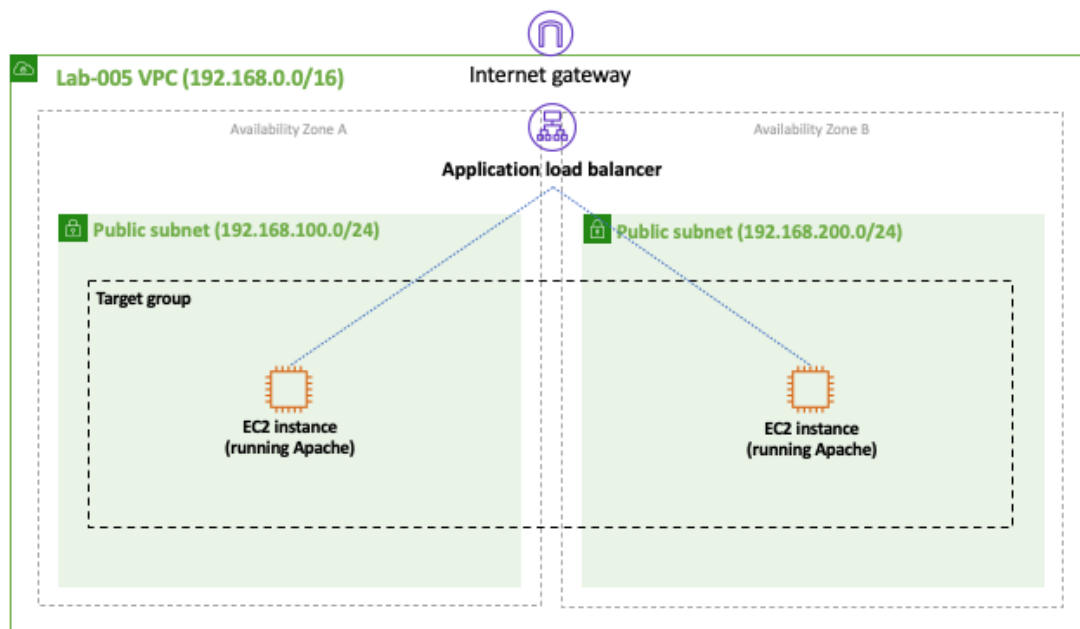 Internet gateway
Lab-005 VPC (192.168.0.0/16)
Availability Zone A
Availability Zone B
Application load balancer
Public subnet (192.168.100.0/24)
Public subnet (192.168.200.0/24)
Target group
EC2 instance
(running Apache)
EC2 instance
(running Apache)